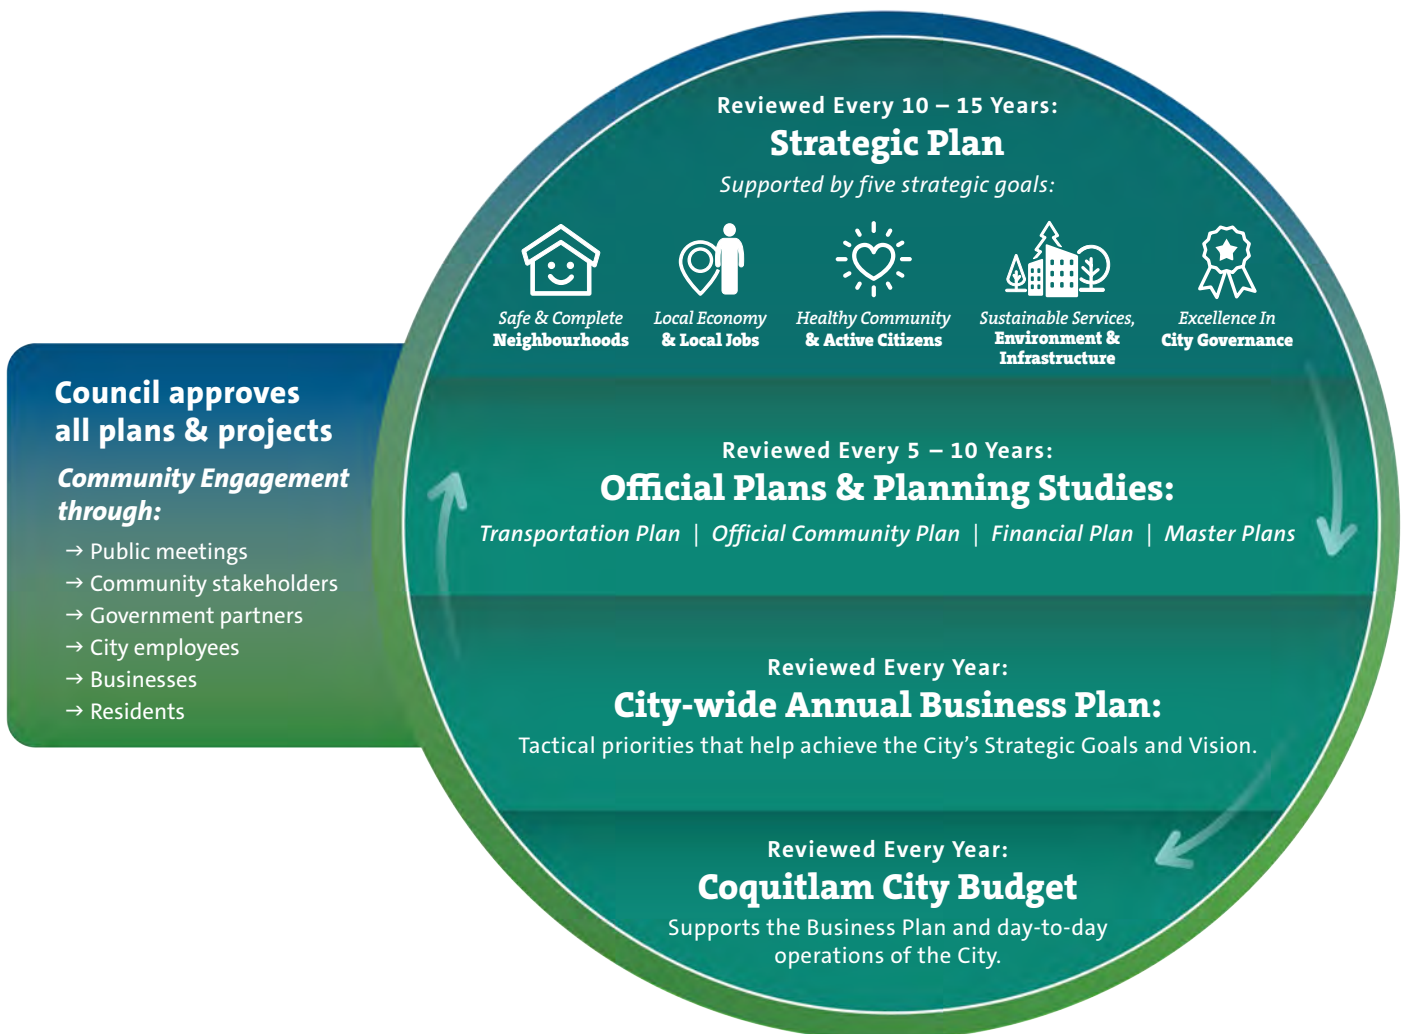 Reviewed Every 10 – 15 Years:
Strategic Plan
Supported by five strategic goals:
Safe & Complete
Neighbourhoods
Local Economy
& Local Jobs
Healthy Community
& Active Citizens
Sustainable Services,
Environment &
Infrastructure
Excellence In
City Governance
Council approves
all plans & projects
Community Engagement
through:
→ Public meetings
→ Community stakeholders
→ Government partners
→ City employees
→ Businesses
→ Residents
Reviewed Every 5 – 10 Years:
Official Plans & Planning Studies:
Transportation Plan | Official Community Plan | Financial Plan | Master Plans
Reviewed Every Year:
City-wide Annual Business Plan:
Tactical priorities that help achieve the City's Strategic Goals and Vision.
Reviewed Every Year:
Coquitlam City Budget
Supports the Business Plan and day-to-day
operations of the City.